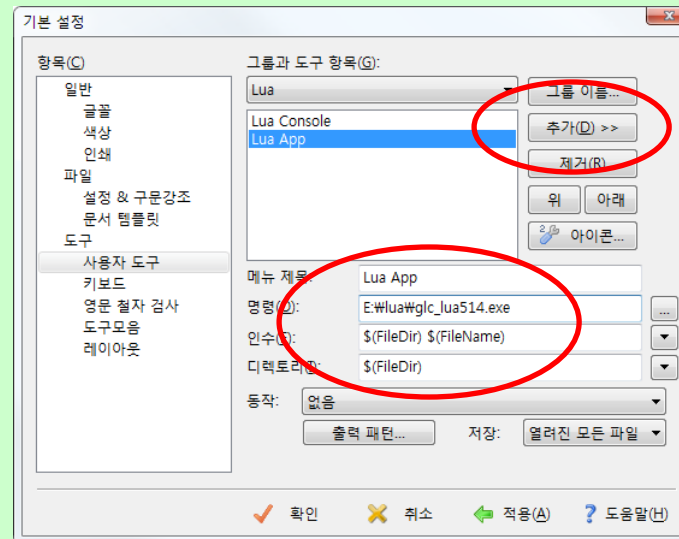 기본 설정
항목(C)
일반
글꼴
색상
인쇄
파일
설정 & 구문강조
문서 템플릿
도구
사용자 도구
키보드
영문 철자 검사
도구모음
레이아웃
그룹과 도구 항목(G):
Lua
그룹 이름...
Lua Console
Lua App
추가(D) >>
제거(R)
위 아래
아이콘...
메뉴 제목: Lua App
명령(O): E:₩lua₩glc_lua514.exe ...
인수(F): $(FileDir) $(FileName)
디렉토리(I): $(FileDir)
동작: 없음
출력 패턴... 저장: 열려진 모든 파일
확인 취소 적용(A) ? 도움말(H)